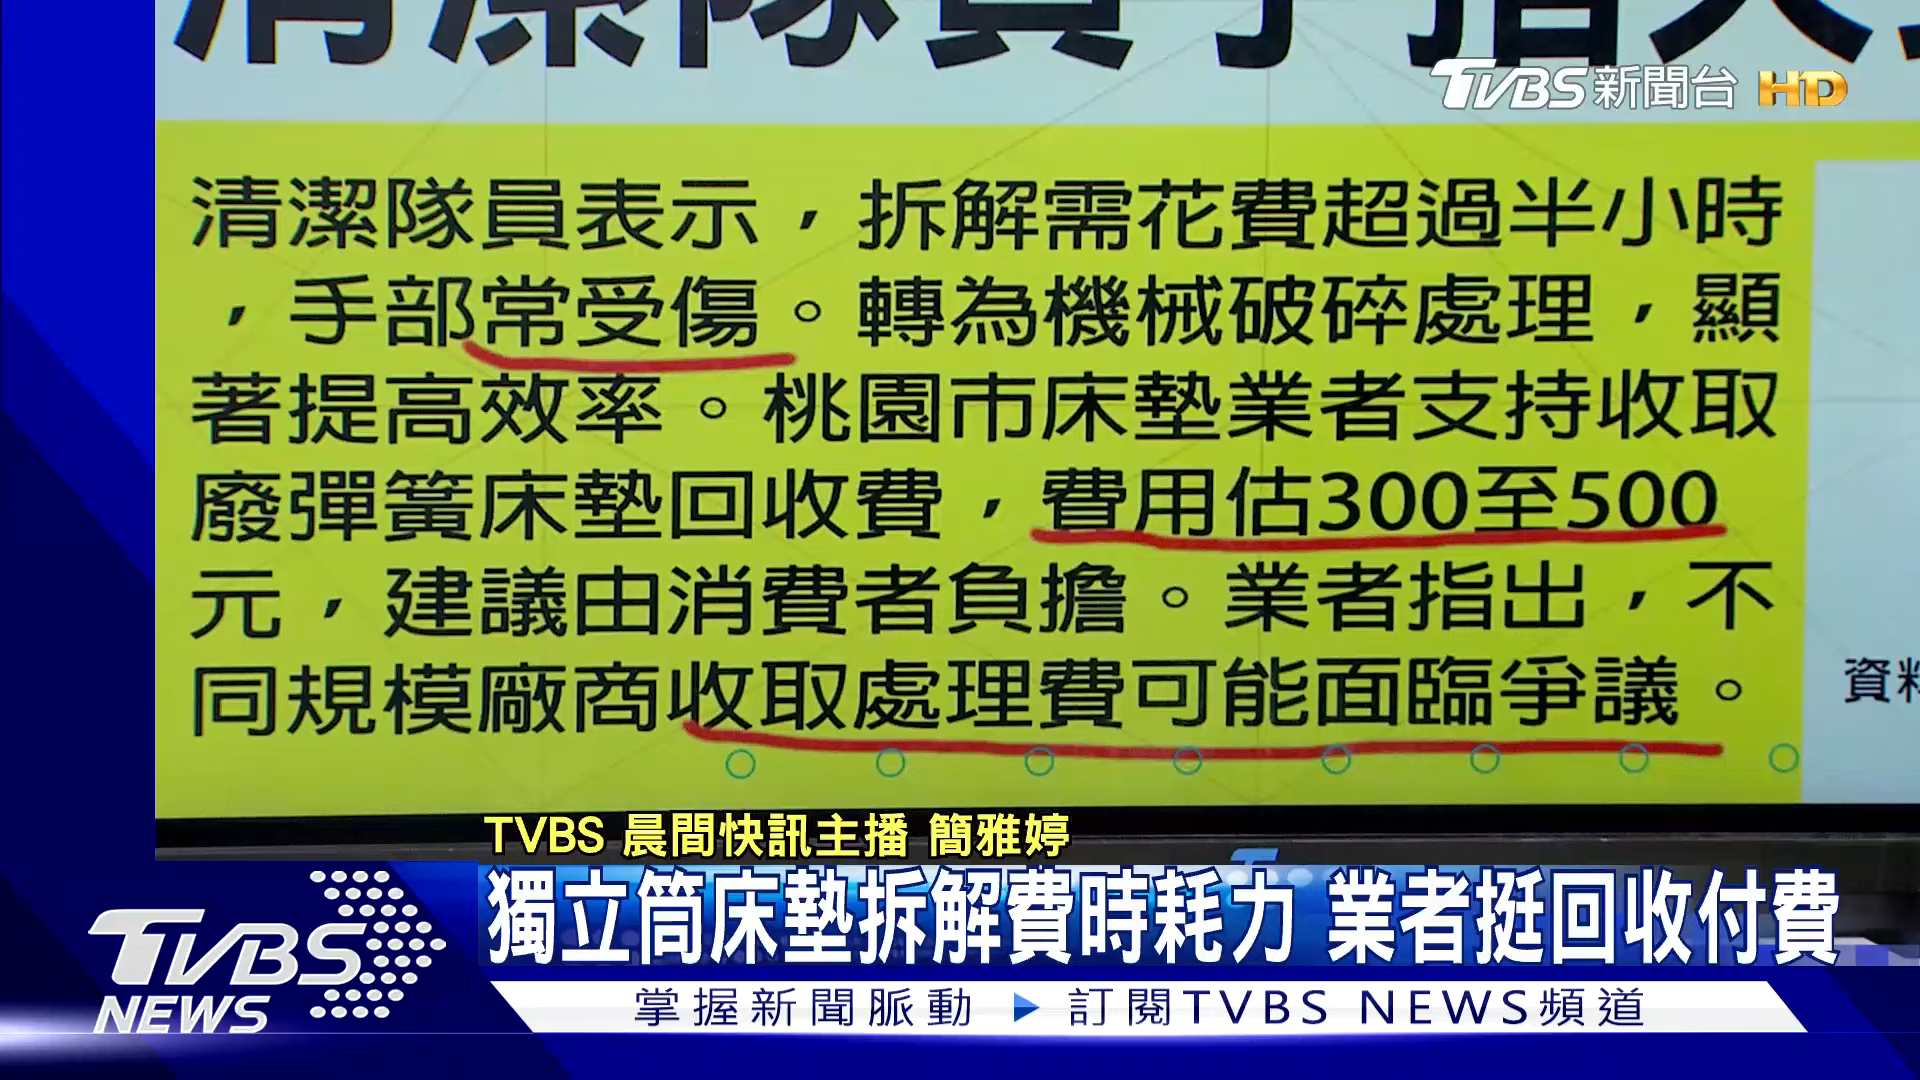 清潔隊員手指
TVBS新聞台 HD
清潔隊員表示，拆解需花費超過半小時
，手部常受傷。轉為機械破碎處理，顯
著提高效率。桃園市床墊業者支持收取
廢彈簧床墊回收費，費用估300至500
元，建議由消費者負擔。業者指出，不
同規模廠商收取處理費可能面臨爭議。
資料
TVBS 晨間快訊主播 簡雅婷
獨立筒床墊拆解費時耗力 業者挺回收付費
TVBS NEWS
掌握新聞脈動 ▶ 訂閱TVBS NEWS頻道